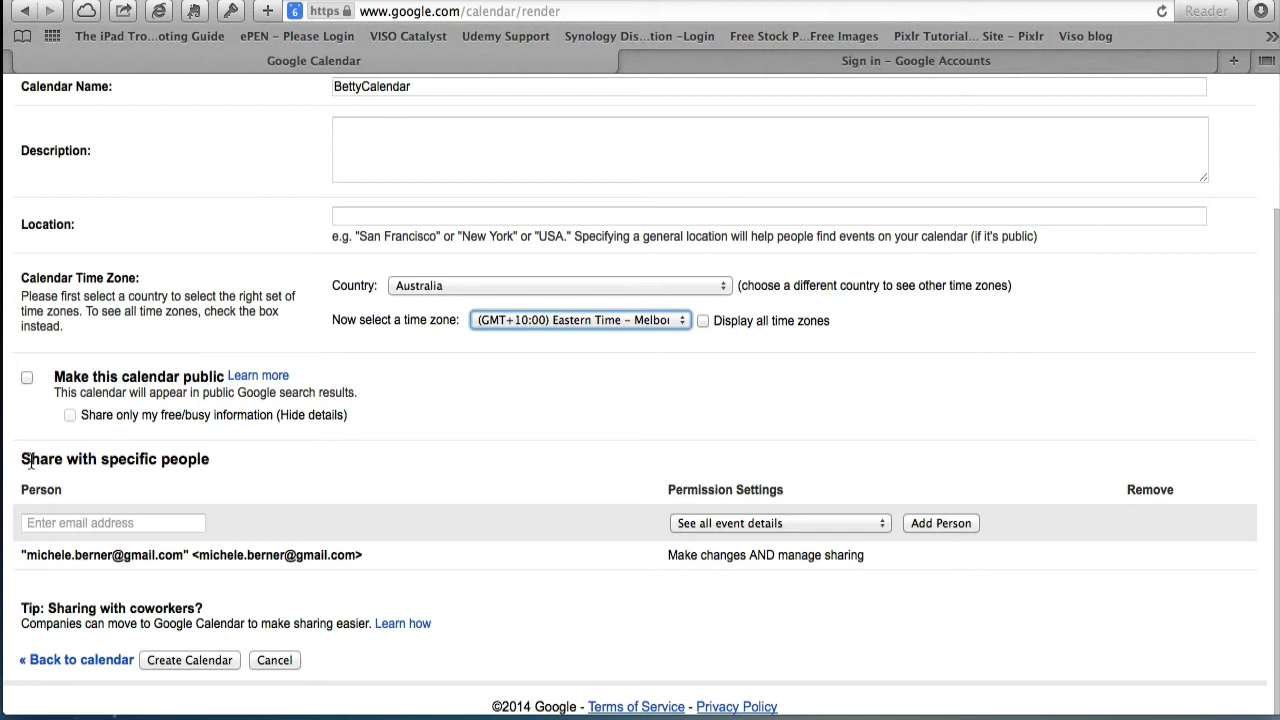 6 https www.google.com/calendar/render Reader
The iPad Tro...oting Guide ePEN - Please Login VISO Catalyst Udemy Support Synology Dis...tion -Login Free Stock P...Free Images Pixlr Tutorial... Site - Pixlr Viso blog
Google Calendar Sign in - Google Accounts
Calendar Name: BettyCalendar
Description:
Location:
e.g. "San Francisco" or "New York" or "USA." Specifying a general location will help people find events on your calendar (if it's public)
Calendar Time Zone:
Please first select a country to select the right set of
time zones. To see all time zones, check the box
instead.
Country: Australia (choose a different country to see other time zones)
Now select a time zone: (GMT+10:00) Eastern Time - Melboı Display all time zones
Make this calendar public Learn more
This calendar will appear in public Google search results.
Share only my free/busy information (Hide details)
Share with specific people
Person Permission Settings Remove
Enter email address See all event details Add Person
"michele.berner@gmail.com" <michele.berner@gmail.com> Make changes AND manage sharing
Tip: Sharing with coworkers?
Companies can move to Google Calendar to make sharing easier. Learn how
« Back to calendar Create Calendar Cancel
©2014 Google - Terms of Service - Privacy Policy